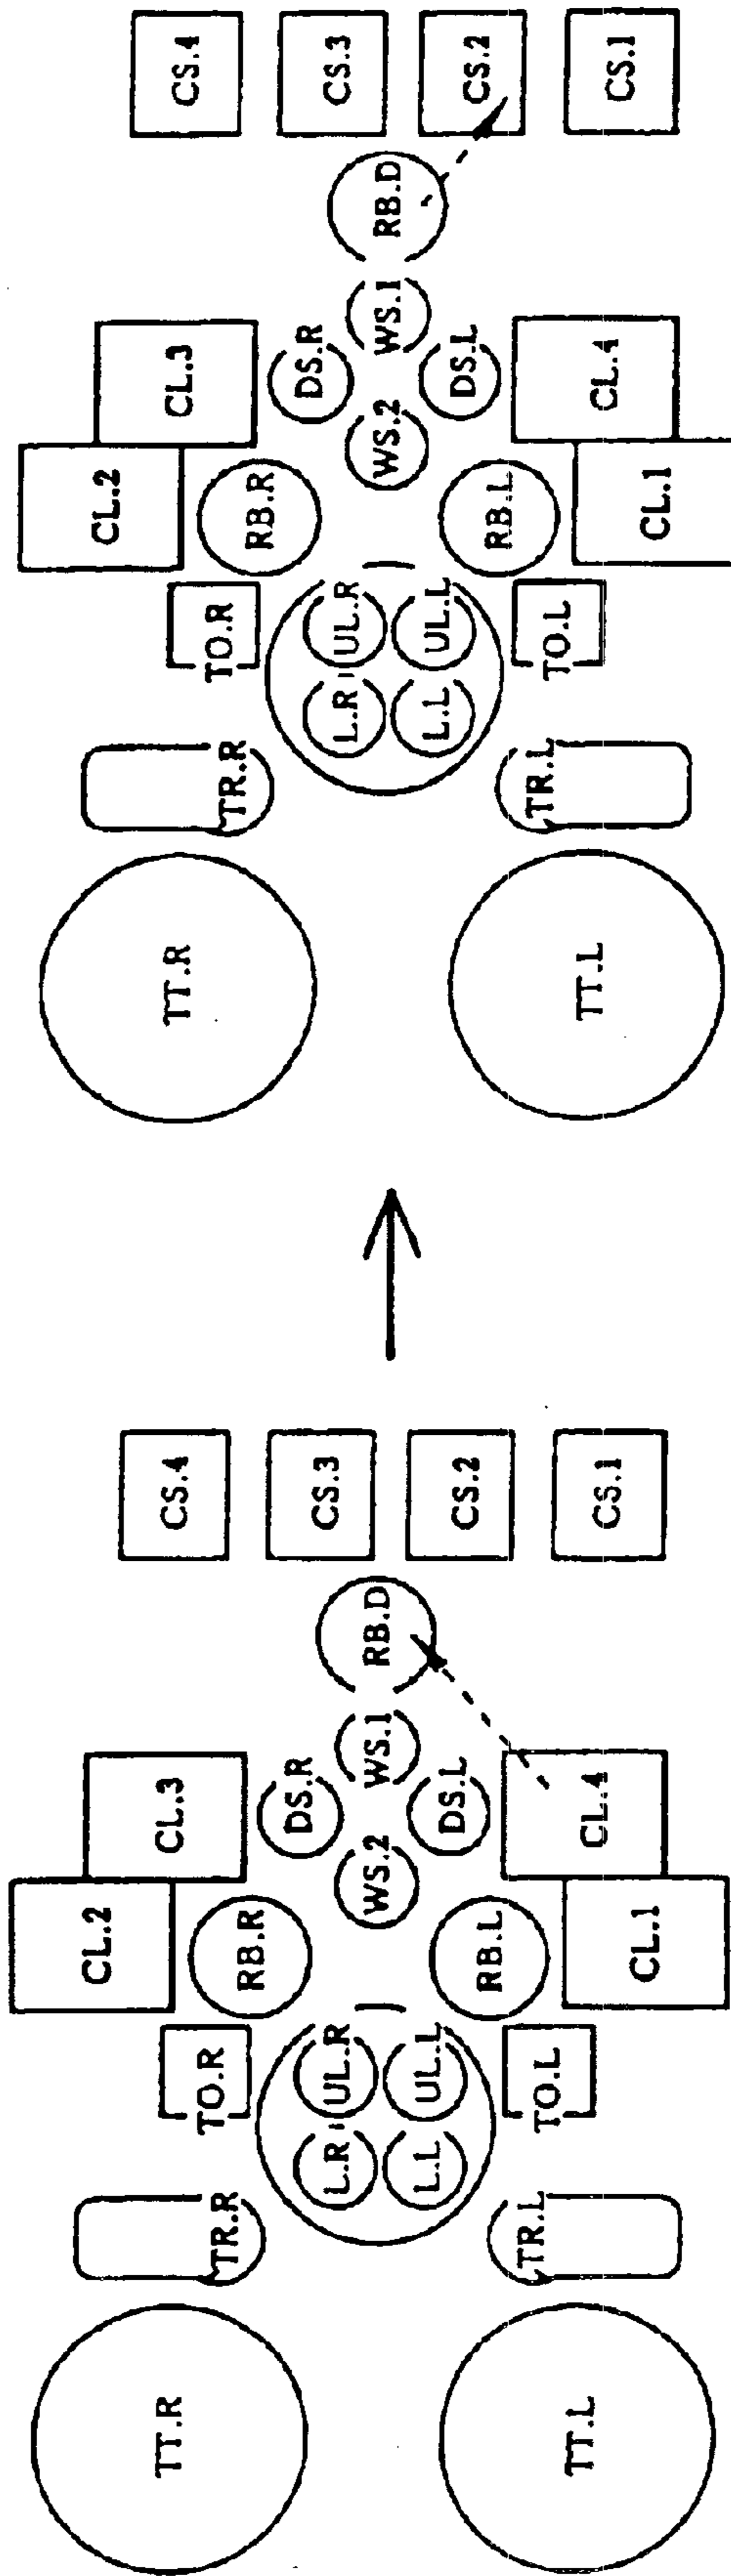 CS.4
CS.3
CS.2
CS.1
RB.D
CL.3
DS.R
WS.1
DS.L
CL.4
WS.2
CL.2
RB.R
RB.L
CL.1
TO.R
UL.R
UL.L
TO.L
L.R
L.L
TR.R
TR.L
TT.R
TT.L
CS.4
CS.3
CS.2
CS.1
RB.D
CL.3
DS.R
WS.1
DS.L
CL.4
WS.2
CL.2
RB.R
RB.L
CL.1
TO.R
UL.R
UL.L
TO.L
L.R
L.L
TR.R
TR.L
TT.R
TT.L